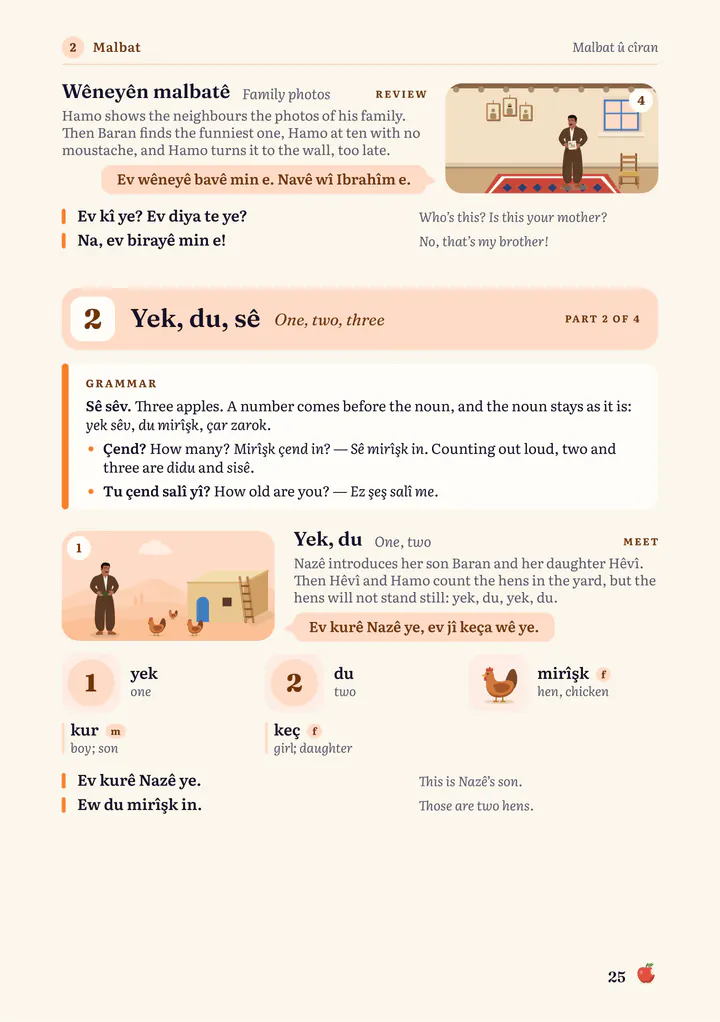 2 Malbat
Malbat û cîran
Wêneyên malbatê Family photos REVIEW
Hamo shows the neighbours the photos of his family.
Then Baran finds the funniest one, Hamo at ten with no
moustache, and Hamo turns it to the wall, too late.
Ev wêneyê bavê min e. Navê wî Ibrahîm e.
4
Ev kî ye? Ev diya te ye? Who's this? Is this your mother?
Na, ev birayê min e! No, that's my brother!
2 Yek, du, sê One, two, three PART 2 OF 4
GRAMMAR
Sê sêv. Three apples. A number comes before the noun, and the noun stays as it is:
yek sêv, du mirîşk, çar zarok.
• Çend? How many? Mirîşk çend in? — Sê mirîşk in. Counting out loud, two and
three are didu and sisê.
• Tu çend salî yî? How old are you? — Ez şeş salî me.
1
Yek, du One, two MEET
Nazê introduces her son Baran and her daughter Hêvî.
Then Hêvî and Hamo count the hens in the yard, but the
hens will not stand still: yek, du, yek, du.
Ev kurê Nazê ye, ev jî keça wê ye.
1 yek
one
2 du
two
mirîşk f
hen, chicken
kur m
boy; son
keç f
girl; daughter
Ev kurê Nazê ye. This is Nazê's son.
Ew du mirîşk in. Those are two hens.
25